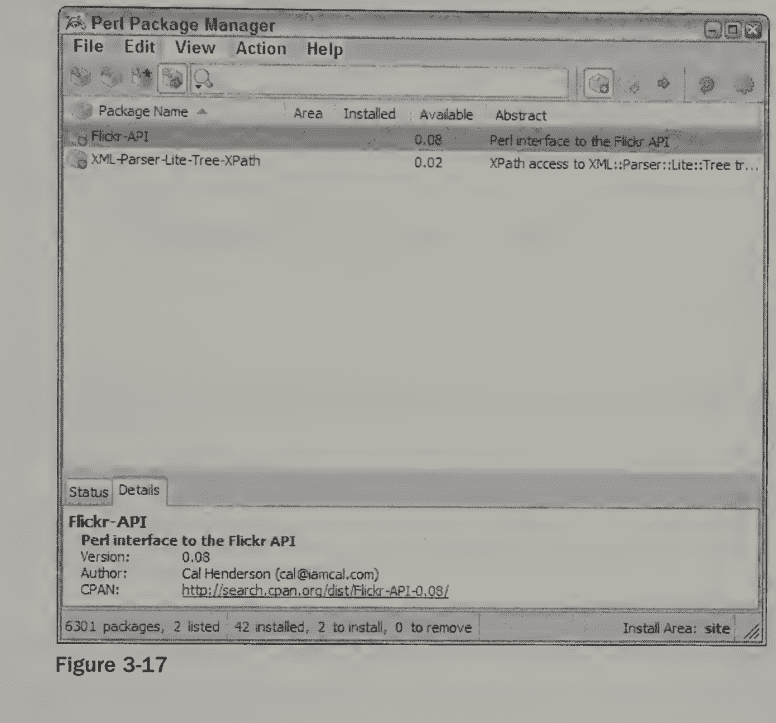 Perl Package Manager
File Edit View Action Help
Package Name Area Installed Available Abstract
Flickr-API 0.08 Perl interface to the Flickr API
XML-Parser-Lite-Tree-XPath 0.02 XPath access to XML::Parser::Lite::Tree tr...
Status Details
Flickr-API
Perl interface to the Flickr API
Version: 0.08
Author: Cal Henderson (cal@iamcal.com)
CPAN: http://search.cpan.org/dist/Flickr-API-0.08/
6301 packages, 2 listed 42 installed, 2 to install, 0 to remove Install Area: site
Figure 3-17